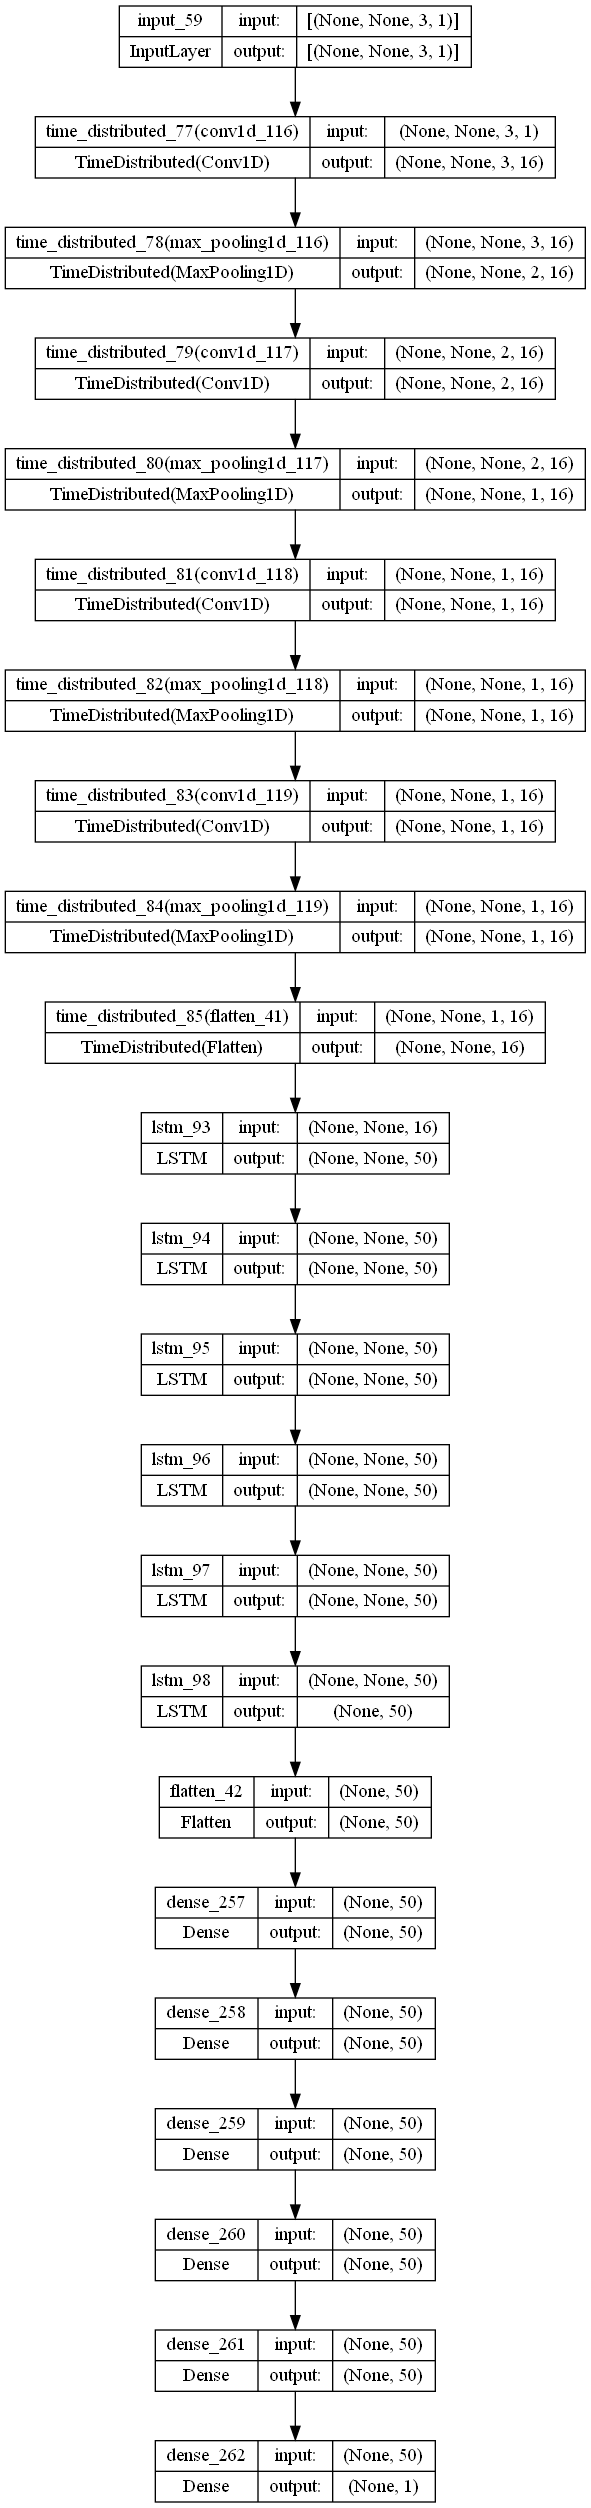 input_59 input: [(None, None, 3, 1)]
InputLayer output: [(None, None, 3, 1)]
time_distributed_77(conv1d_116) input: (None, None, 3, 1)
TimeDistributed(Conv1D) output: (None, None, 3, 16)
time_distributed_78(max_pooling1d_116) input: (None, None, 3, 16)
TimeDistributed(MaxPooling1D) output: (None, None, 2, 16)
time_distributed_79(conv1d_117) input: (None, None, 2, 16)
TimeDistributed(Conv1D) output: (None, None, 2, 16)
time_distributed_80(max_pooling1d_117) input: (None, None, 2, 16)
TimeDistributed(MaxPooling1D) output: (None, None, 1, 16)
time_distributed_81(conv1d_118) input: (None, None, 1, 16)
TimeDistributed(Conv1D) output: (None, None, 1, 16)
time_distributed_82(max_pooling1d_118) input: (None, None, 1, 16)
TimeDistributed(MaxPooling1D) output: (None, None, 1, 16)
time_distributed_83(conv1d_119) input: (None, None, 1, 16)
TimeDistributed(Conv1D) output: (None, None, 1, 16)
time_distributed_84(max_pooling1d_119) input: (None, None, 1, 16)
TimeDistributed(MaxPooling1D) output: (None, None, 1, 16)
time_distributed_85(flatten_41) input: (None, None, 1, 16)
TimeDistributed(Flatten) output: (None, None, 16)
lstm_93 input: (None, None, 16)
LSTM output: (None, None, 50)
lstm_94 input: (None, None, 50)
LSTM output: (None, None, 50)
lstm_95 input: (None, None, 50)
LSTM output: (None, None, 50)
lstm_96 input: (None, None, 50)
LSTM output: (None, None, 50)
lstm_97 input: (None, None, 50)
LSTM output: (None, None, 50)
lstm_98 input: (None, None, 50)
LSTM output: (None, 50)
flatten_42 input: (None, 50)
Flatten output: (None, 50)
dense_257 input: (None, 50)
Dense output: (None, 50)
dense_258 input: (None, 50)
Dense output: (None, 50)
dense_259 input: (None, 50)
Dense output: (None, 50)
dense_260 input: (None, 50)
Dense output: (None, 50)
dense_261 input: (None, 50)
Dense output: (None, 50)
dense_262 input: (None, 50)
Dense output: (None, 1)